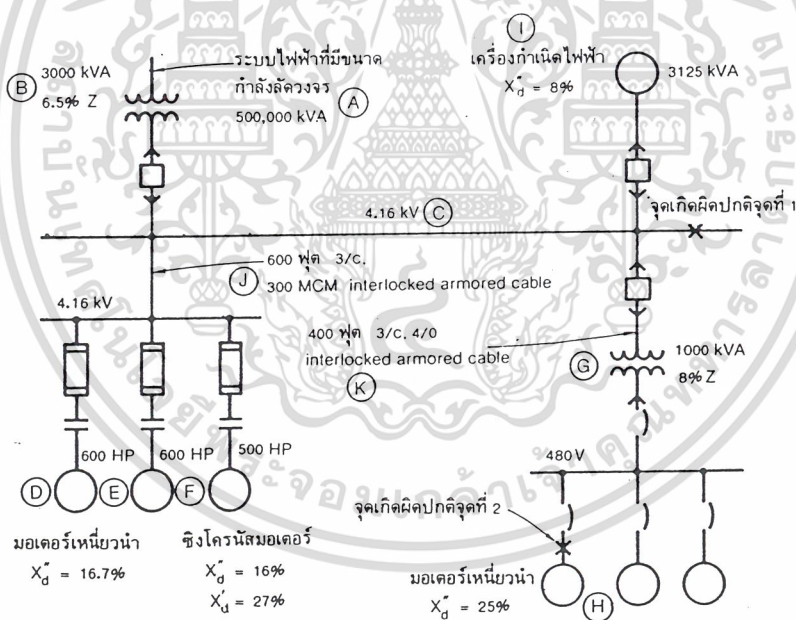 B
3000 kVA
6.5% Z
ระบบไฟฟ้าที่มีขนาด
กำลังลัดวงจร
500,000 kVA
A
I
เครื่องกำเนิดไฟฟ้า
X"d = 8%
3125 kVA
4.16 kV
C
จุดเกิดผิดปกติจุดที่ 1
J
600 ฟุต 3/c.
300 MCM interlocked armored cable
4.16 kV
400 ฟุต 3/c. 4/0
interlocked armored cable
K
G
1000 kVA
8% Z
600 HP
600 HP
500 HP
D
E
F
480 V
จุดเกิดผิดปกติจุดที่ 2
มอเตอร์เหนี่ยวนำ
X"d = 16.7%
ซิงโครนัสมอเตอร์
X"d = 16%
X'd = 27%
มอเตอร์เหนี่ยวนำ
X"d = 25%
H